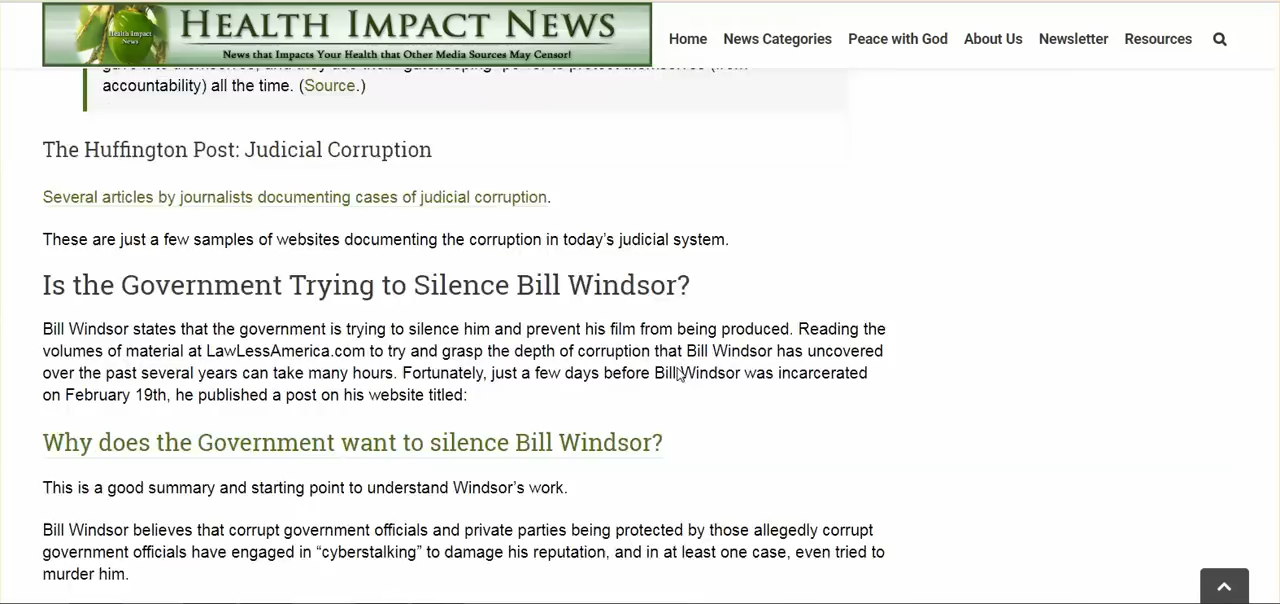 Health Impact News
HEALTH IMPACT NEWS
News that Impacts Your Health that Other Media Sources May Censor!
Home News Categories Peace with God About Us Newsletter Resources
accountability) all the time. (Source.)
The Huffington Post: Judicial Corruption
Several articles by journalists documenting cases of judicial corruption.
These are just a few samples of websites documenting the corruption in today’s judicial system.
Is the Government Trying to Silence Bill Windsor?
Bill Windsor states that the government is trying to silence him and prevent his film from being produced. Reading the
volumes of material at LawLessAmerica.com to try and grasp the depth of corruption that Bill Windsor has uncovered
over the past several years can take many hours. Fortunately, just a few days before Bill Windsor was incarcerated
on February 19th, he published a post on his website titled:
Why does the Government want to silence Bill Windsor?
This is a good summary and starting point to understand Windsor’s work.
Bill Windsor believes that corrupt government officials and private parties being protected by those allegedly corrupt
government officials have engaged in “cyberstalking” to damage his reputation, and in at least one case, even tried to
murder him.